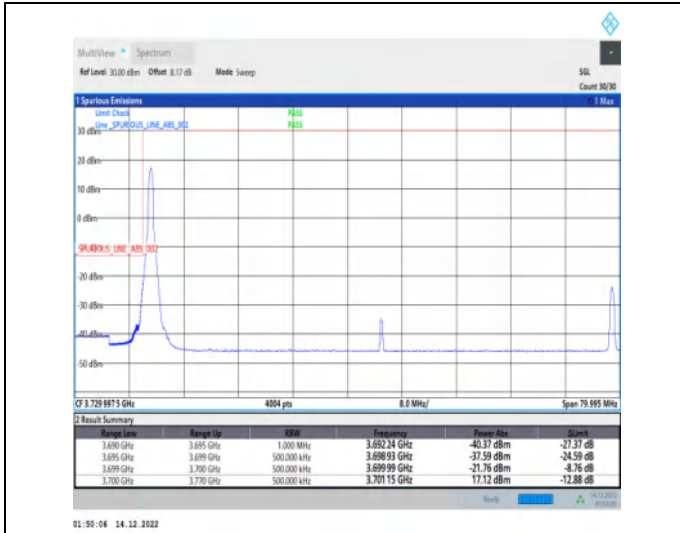 MultiView Spectrum
Ref Level 30.00 dBm Offset 8.17 dB Mode Sweep SGL
Count 30/30
1 Spurious Emissions 1 Max
Limit Check PASS
Line _SPURIOUS_LINE_ABS_002 PASS
30 dBm
20 dBm
10 dBm
0 dBm
_SPURIOUS_LINE_ABS_002
-20 dBm
-30 dBm
-40 dBm
-50 dBm
CF 3.729 997 5 GHz 4004 pts 8.0 MHz/ Span 79.995 MHz
2 Result Summary
Range Low Range Up RBW Frequency Power Abs ΔLimit
3.690 GHz 3.695 GHz 1.000 MHz 3.692 24 GHz -40.37 dBm -27.37 dB
3.695 GHz 3.699 GHz 500.000 kHz 3.698 93 GHz -37.59 dBm -24.59 dB
3.699 GHz 3.700 GHz 500.000 kHz 3.699 99 GHz -21.76 dBm -8.76 dB
3.700 GHz 3.770 GHz 500.000 kHz 3.701 15 GHz 17.12 dBm -12.88 dB
Ready 14.12.2022
01:50:06 14.12.2022